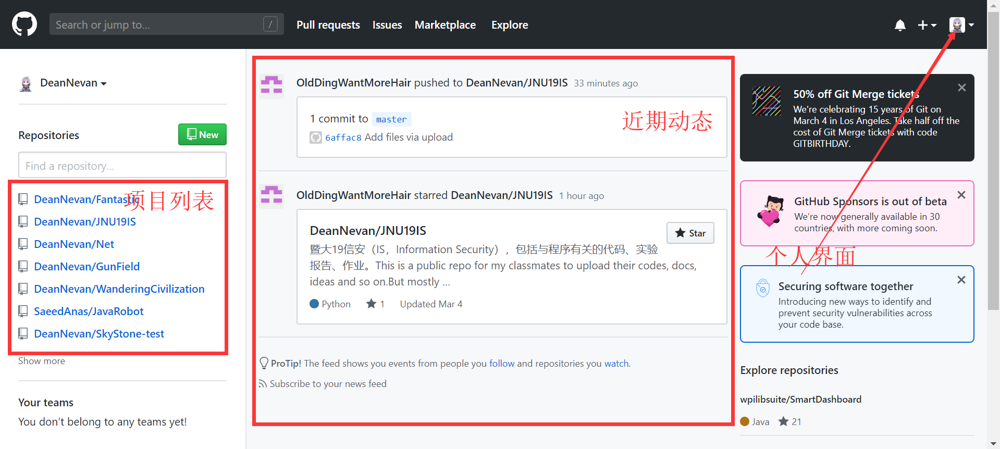 Search or jump to...
/
Pull requests
Issues
Marketplace
Explore
DeanNevan
Repositories
New
Find a repository...
项目列表
DeanNevan/Fantastic
DeanNevan/JNU19IS
DeanNevan/Net
DeanNevan/GunField
DeanNevan/WanderingCivilization
SaeedAnas/JavaRobot
DeanNevan/SkyStone-test
Show more
Your teams
You don’t belong to any teams yet!
OldDingWantMoreHair pushed to DeanNevan/JNU19IS 33 minutes ago
近期动态
1 commit to master
6affac8 Add files via upload
OldDingWantMoreHair starred DeanNevan/JNU19IS 1 hour ago
DeanNevan/JNU19IS
Star
暨大19信安（IS，Information Security），包括与程序有关的代码、实验
报告、作业。This is a public repo for my classmates to upload their codes, docs,
ideas and so on.But mostly ...
Python
1
Updated Mar 4
ProTip! The feed shows you events from people you follow and repositories you watch.
Subscribe to your news feed
50% off Git Merge tickets
We're celebrating 15 years of Git on
March 4 in Los Angeles. Take half off the
cost of Git Merge tickets with code
GITBIRTHDAY.
GitHub Sponsors is out of beta
We're now generally available in 30
countries, with more coming soon.
个人界面
Securing software together
Introducing new ways to identify and
prevent security vulnerabilities across
your code base.
Explore repositories
wpilibsuite/SmartDashboard
Java
21